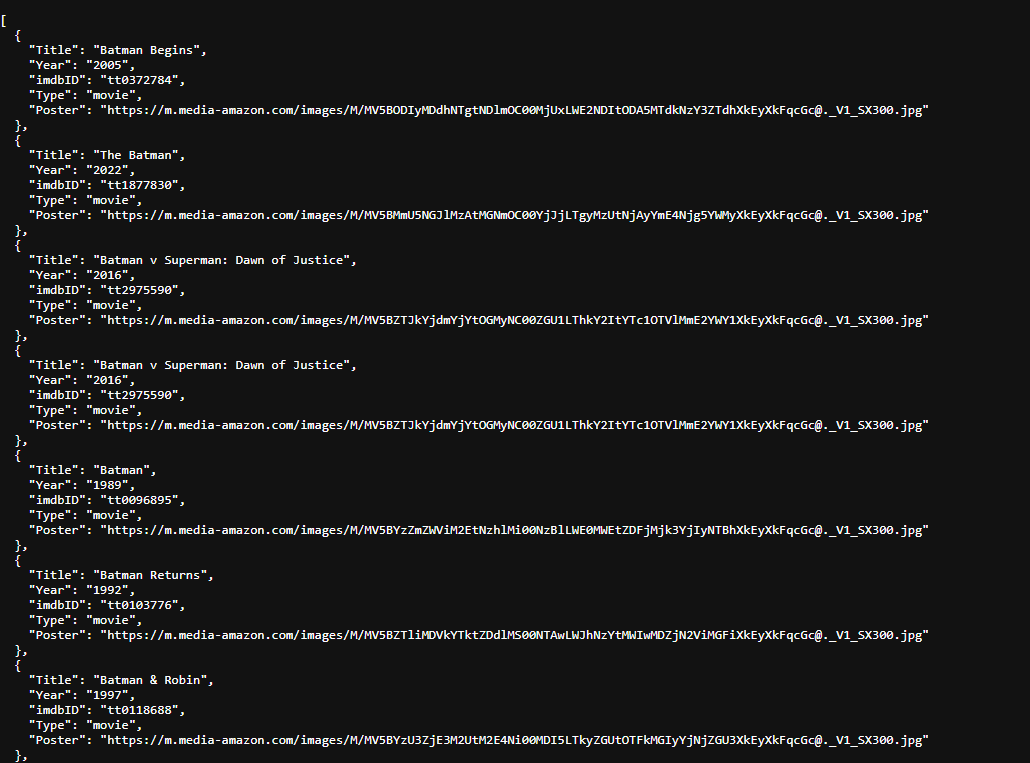 [
  {
    "Title": "Batman Begins",
    "Year": "2005",
    "imdbID": "tt0372784",
    "Type": "movie",
    "Poster": "https://m.media-amazon.com/images/M/MV5BODIyMDdhNTgtNDlmOC00MjUxLWE2NDItODA5MTdkNzY3ZTdhXkEyXkFqcGc@._V1_SX300.jpg"
  },
  {
    "Title": "The Batman",
    "Year": "2022",
    "imdbID": "tt1877830",
    "Type": "movie",
    "Poster": "https://m.media-amazon.com/images/M/MV5BMmU5NGJlMzAtMGNmOC00YjJjLTgyMzUtNjAyYmE4Njg5YWMyXkEyXkFqcGc@._V1_SX300.jpg"
  },
  {
    "Title": "Batman v Superman: Dawn of Justice",
    "Year": "2016",
    "imdbID": "tt2975590",
    "Type": "movie",
    "Poster": "https://m.media-amazon.com/images/M/MV5BZTJkYjdmYjYtOGMyNC00ZGU1LThkY2ItYTc1OTVlMmE2YWY1XkEyXkFqcGc@._V1_SX300.jpg"
  },
  {
    "Title": "Batman v Superman: Dawn of Justice",
    "Year": "2016",
    "imdbID": "tt2975590",
    "Type": "movie",
    "Poster": "https://m.media-amazon.com/images/M/MV5BZTJkYjdmYjYtOGMyNC00ZGU1LThkY2ItYTc1OTVlMmE2YWY1XkEyXkFqcGc@._V1_SX300.jpg"
  },
  {
    "Title": "Batman",
    "Year": "1989",
    "imdbID": "tt0096895",
    "Type": "movie",
    "Poster": "https://m.media-amazon.com/images/M/MV5BYzZmZWViM2EtNzhlMi00NzBlLWE0MWEtZDFjMjk3YjIyNTBhXkEyXkFqcGc@._V1_SX300.jpg"
  },
  {
    "Title": "Batman Returns",
    "Year": "1992",
    "imdbID": "tt0103776",
    "Type": "movie",
    "Poster": "https://m.media-amazon.com/images/M/MV5BZTliMDVkYTktZDdlMS00NTAwLWJhNzYtMWIwMDZjN2ViMGFiXkEyXkFqcGc@._V1_SX300.jpg"
  },
  {
    "Title": "Batman & Robin",
    "Year": "1997",
    "imdbID": "tt0118688",
    "Type": "movie",
    "Poster": "https://m.media-amazon.com/images/M/MV5BYzU3ZjE3M2UtM2E4Ni00MDI5LTkyZGUtOTFkMGIyYjNjZGU3XkEyXkFqcGc@._V1_SX300.jpg"
  },